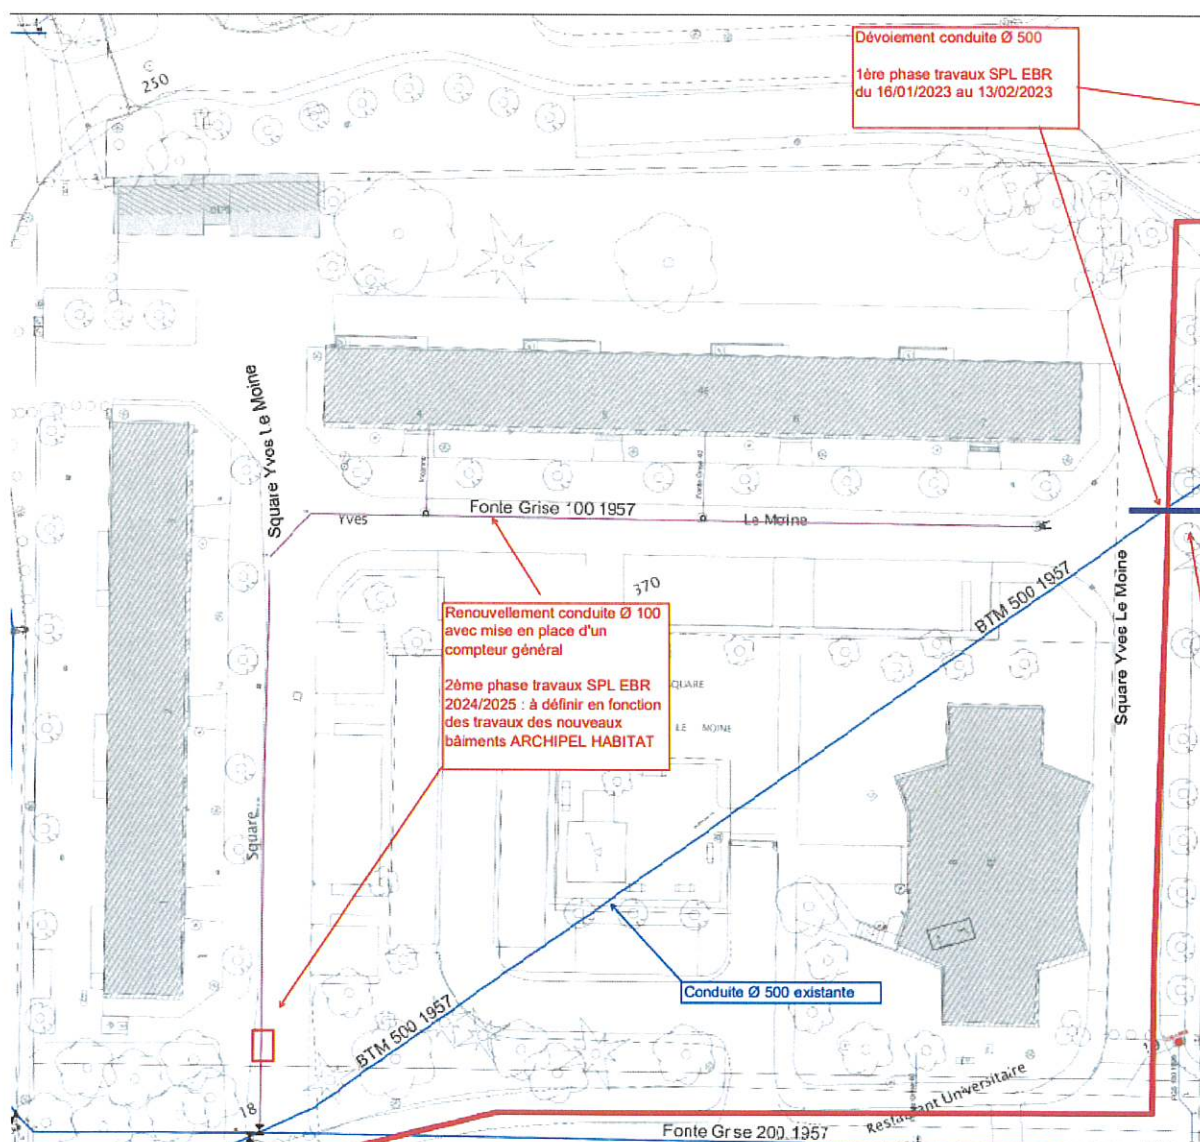 Dévoiement conduite Ø 500
1ère phase travaux SPL EBR
du 16/01/2023 au 13/02/2023
250
Square Yves Le Moine
Fonte Grise 100 1957
Yves
Le Moine
370
BTM 500 1957
Square Yves Le Moine
Renouvellement conduite Ø 100
avec mise en place d'un
compteur général
2ème phase travaux SPL EBR
2024/2025 : à définir en fonction
des travaux des nouveaux
bâiments ARCHIPEL HABITAT
QUARE
LE MOINE
Square
Conduite Ø 500 existante
BTM 500 1957
18
Restaurant Universitaire
Fonte Gr se 200 1957